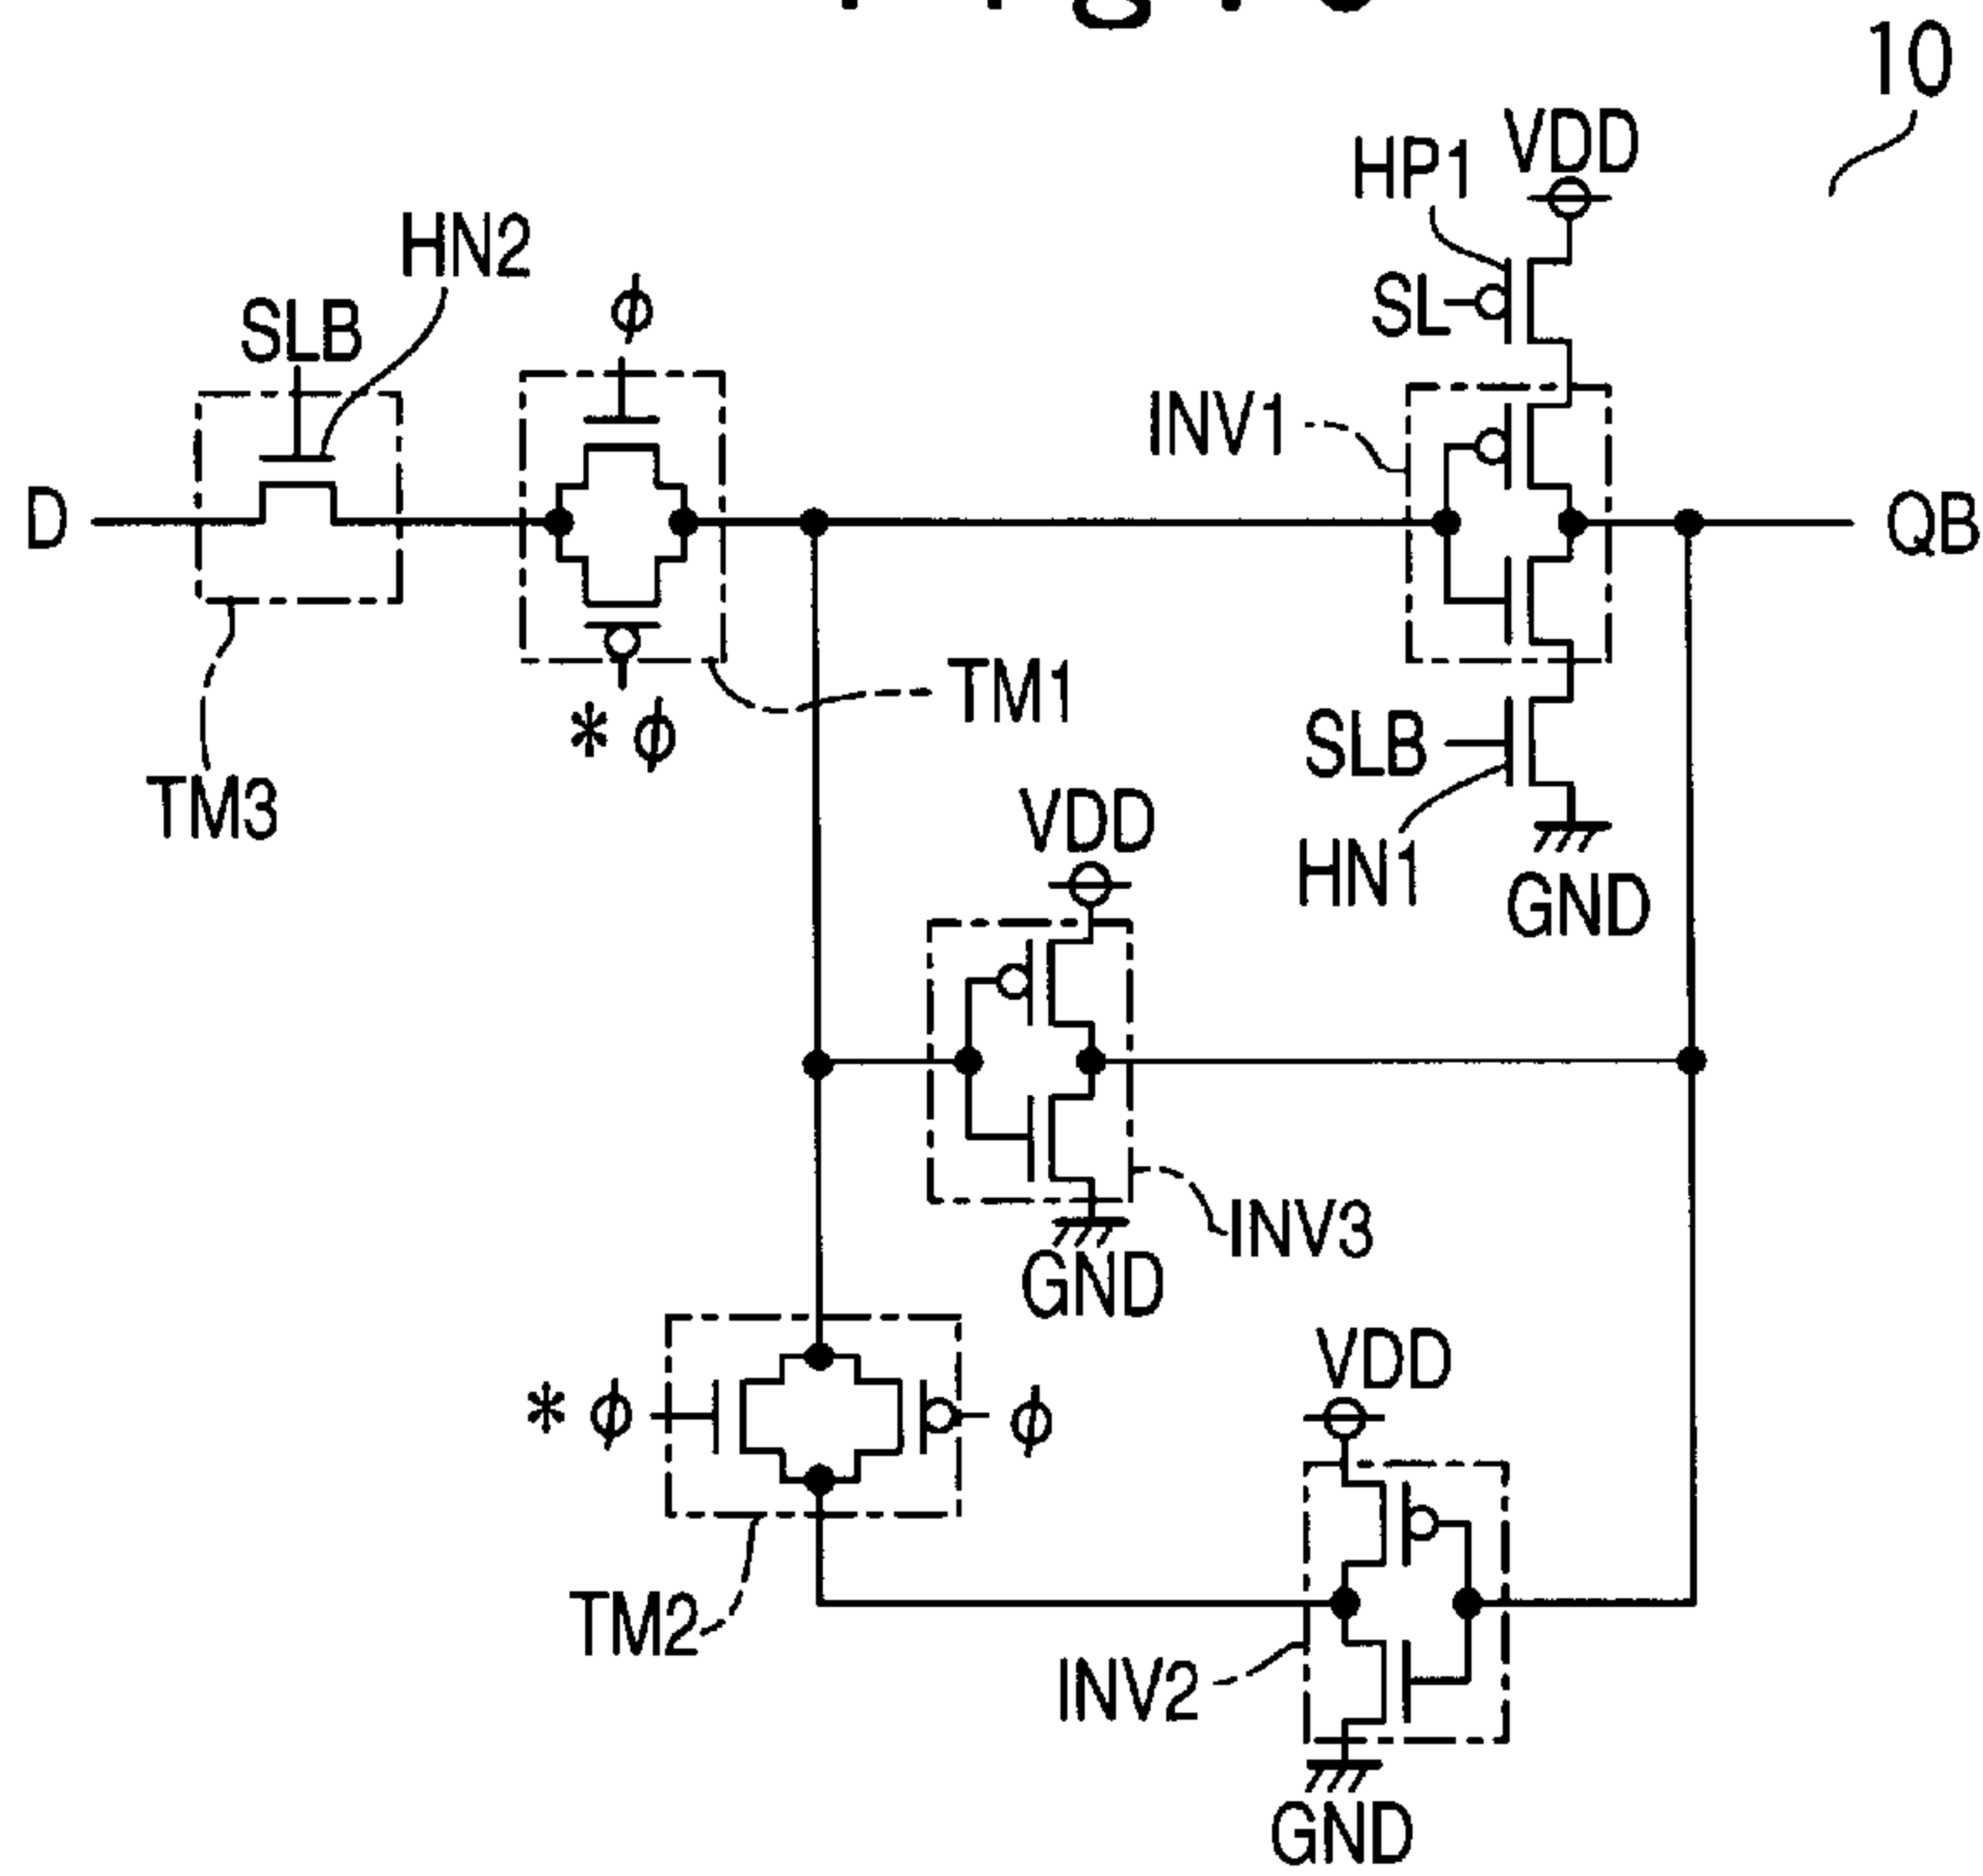 10
VDD
HP1
HN2
SL
SLB
ϕ
INV1
D
QB
TM1
* ϕ
SLB
TM3
VDD
HN1
GND
INV3
GND
VDD
* ϕ
ϕ
TM2
INV2
GND